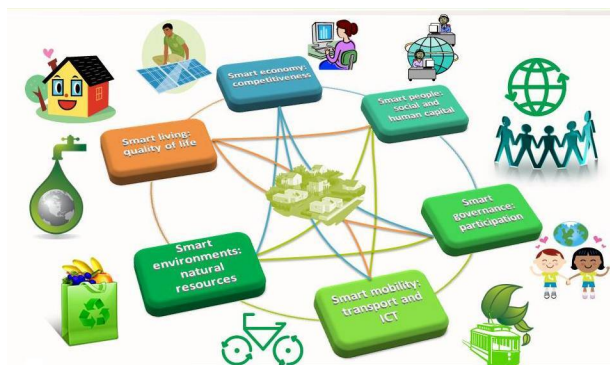 Smart economy:
competitiveness
Smart people:
social and
human capital
Smart living:
quality of life
Smart
governance:
participation
Smart
environments:
natural
resources
Smart mobility:
transport and
ICT